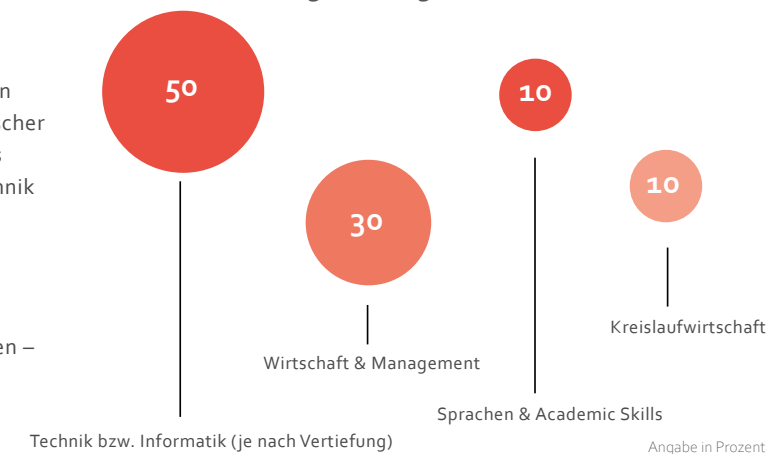 50
10
10
30
Kreislaufwirtschaft
Wirtschaft & Management
Sprachen & Academic Skills
Technik bzw. Informatik (je nach Vertiefung)
Angabe in Prozent